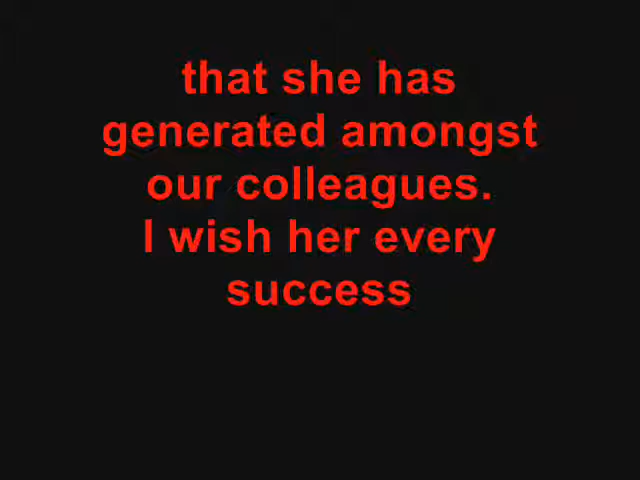 that she has
generated amongst
our colleagues.
I wish her every
success